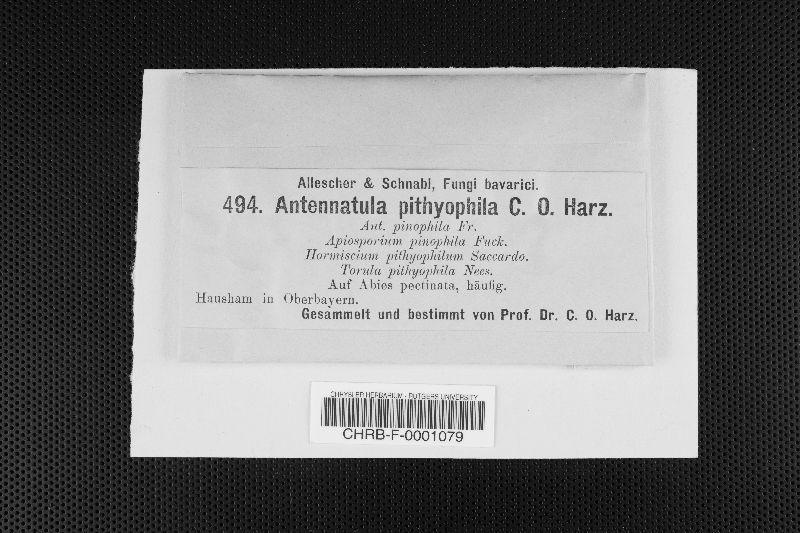 Allescher & Schnabl, Fungi bavarici.
494. Antennatula pithyophila C. O. Harz.
Ant. pinophila Fr.
Apiosporium pinophila Fuck.
Hormiscium pithyophilum Saccardo.
Torula pithyophila Nees.
Auf Abies pectinata, häufig.
Hausham in Oberbayern.
Gesammelt und bestimmt von Prof. Dr. C. O. Harz.
CHRYSLER HERBARIUM - RUTGERS UNIVERSITY
CHRB-F-0001079